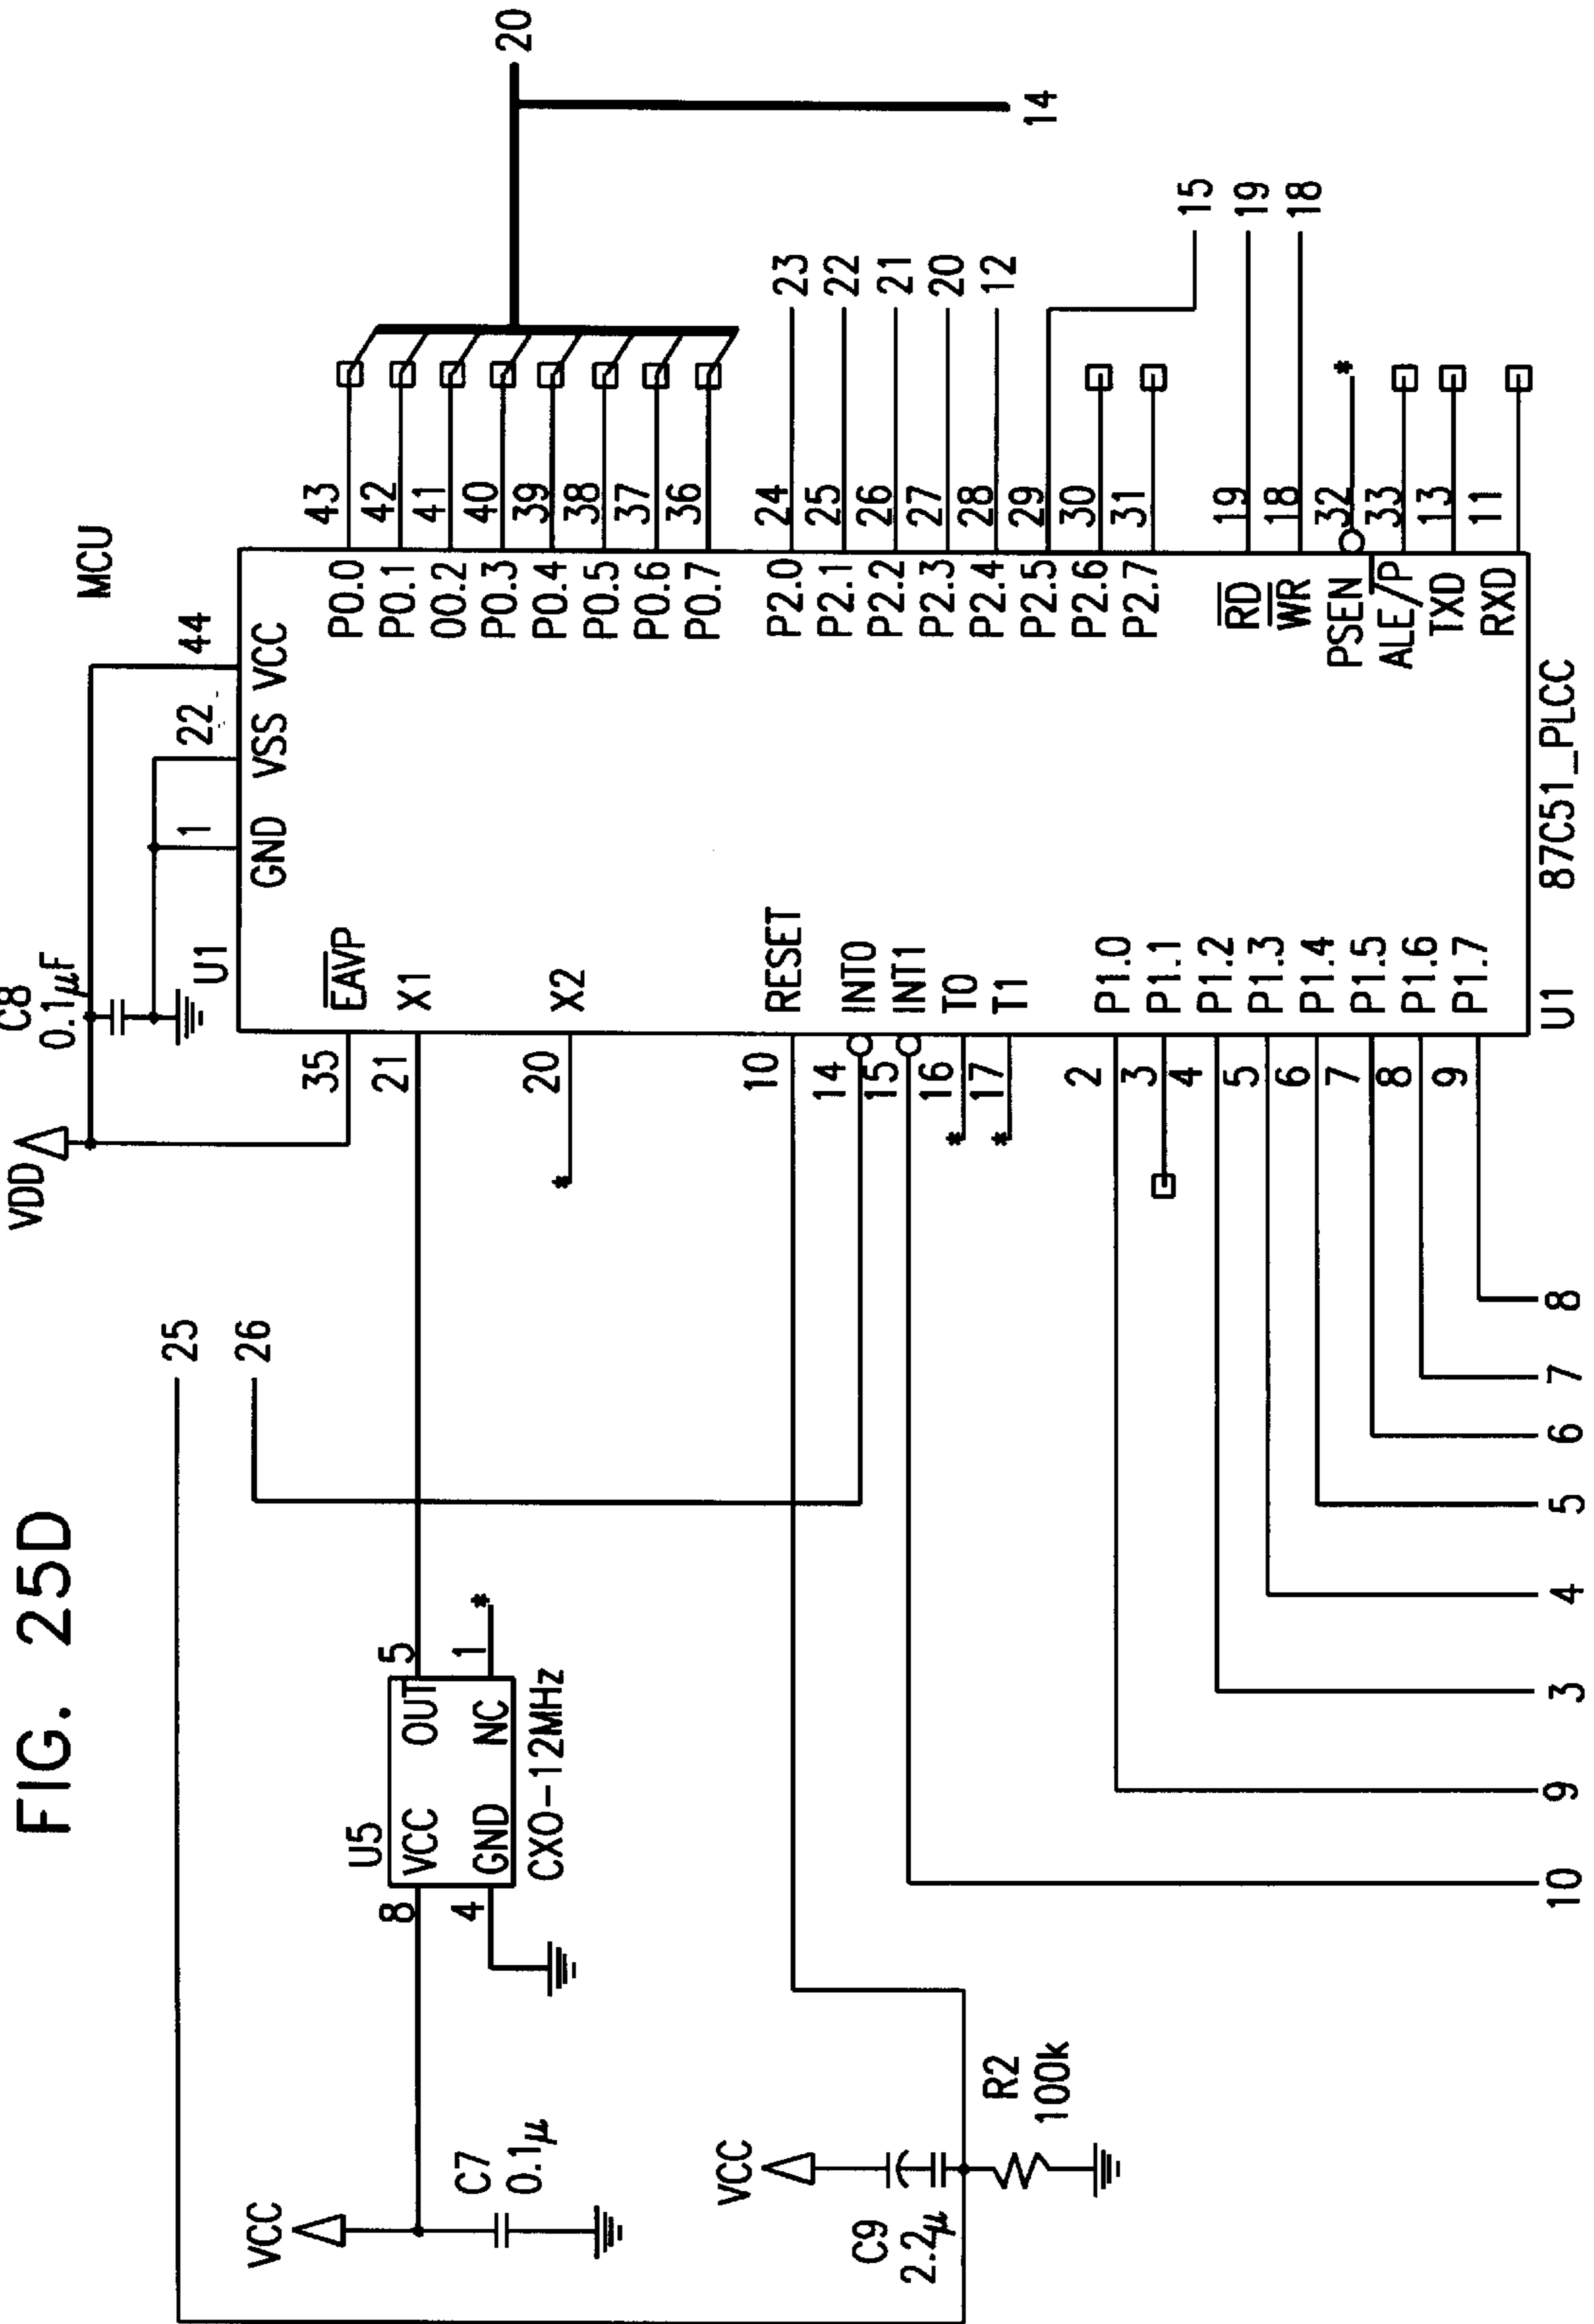 FIG. 25D
VDD
C8
0.1μF
MCU
25
26
20
14
U1
1
22
44
GND VSS VCC
35
EAVP
21
X1
20
X2
10
RESET
14
INT0
15
INT1
16
T0
17
T1
2
P1.0
3
P1.1
4
P1.2
5
P1.3
6
P1.4
7
P1.5
8
P1.6
9
P1.7
P0.0 43
P0.1 42
O0.2 41
P0.3 40
P0.4 39
P0.5 38
P0.6 37
P0.7 36
P2.0 24 23
P2.1 25 22
P2.2 26 21
P2.3 27 20
P2.4 28 12
P2.5 29 15
P2.6 30
P2.7 31
RD 19 19
WR 18 18
PSEN 32 *
ALE/P 33
TXD 13
RXD 11
U1 87C51_PLCC
*
*
*
U5
8 VCC OUT 5
4 GND NC 1 *
CXO-12MHz
VCC
C7
0.1μ
VCC
C9
2.2μ
R2
100k
10 9 3 4 5 6 7 8